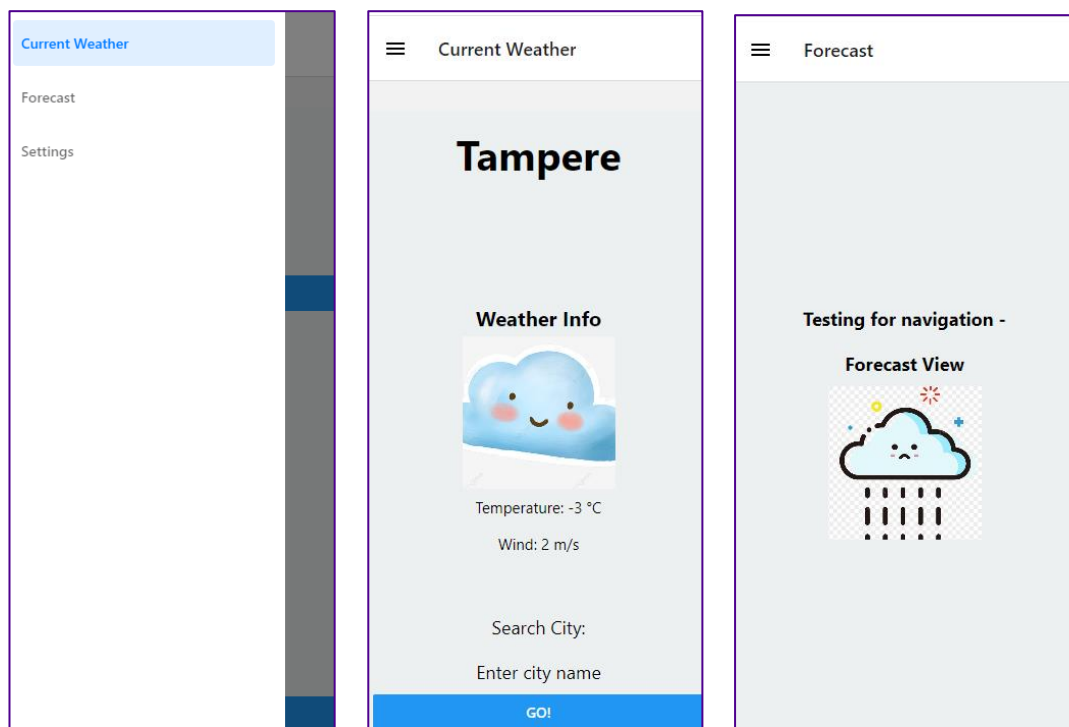 Current Weather
Forecast
Settings
Current Weather
Tampere
Weather Info
Temperature: -3 °C
Wind: 2 m/s
Search City:
Enter city name
GO!
Forecast
Testing for navigation -
Forecast View